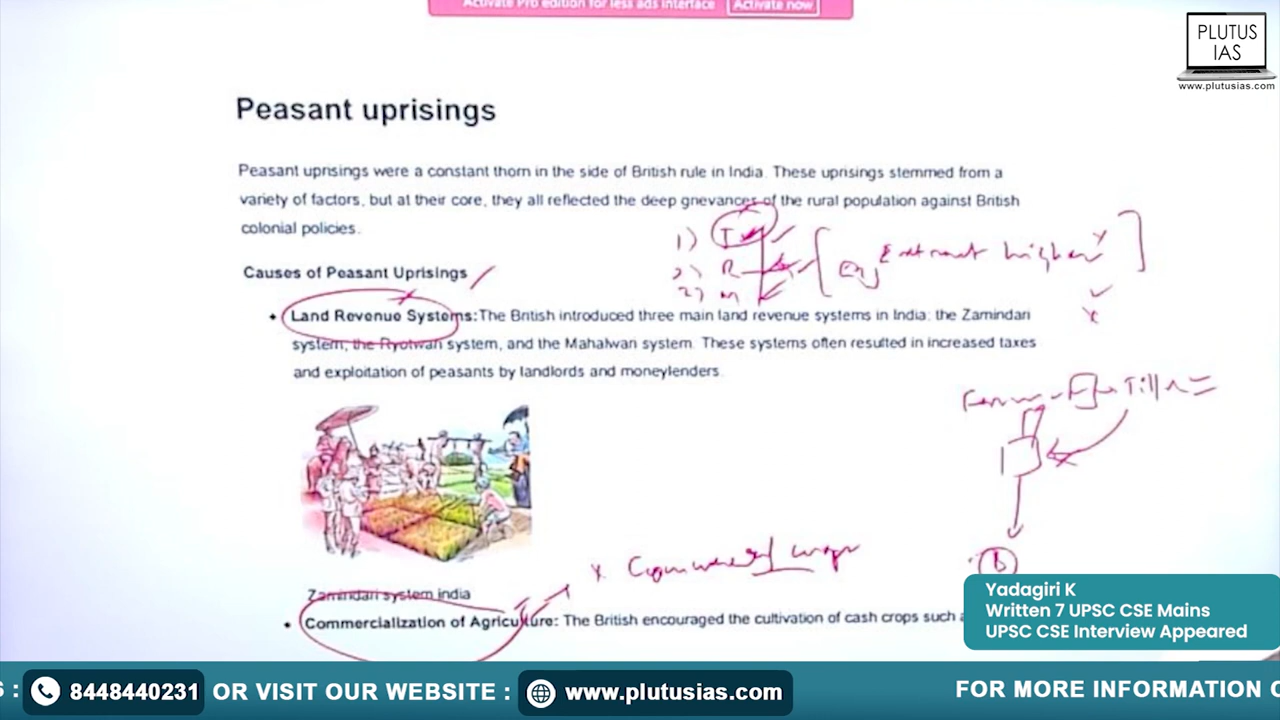 Activate Pro edition for less ads interface Activate now
PLUTUS
IAS
www.plutusias.com
Peasant uprisings
Peasant uprisings were a constant thorn in the side of British rule in India. These uprisings stemmed from a
variety of factors, but at their core, they all reflected the deep grievances of the rural population against British
colonial policies.
1) Z
2) R
3) M
higher
Causes of Peasant Uprisings
• Land Revenue Systems: The British introduced three main land revenue systems in India: the Zamindari
system, the Ryotwari system, and the Mahalwari system. These systems often resulted in increased taxes
and exploitation of peasants by landlords and moneylenders.
Commercial crops
Zamindari system india
• Commercialization of Agriculture: The British encouraged the cultivation of cash crops such
Yadagiri K
Written 7 UPSC CSE Mains
UPSC CSE Interview Appeared
S : 8448440231 OR VISIT OUR WEBSITE : www.plutusias.com FOR MORE INFORMATION